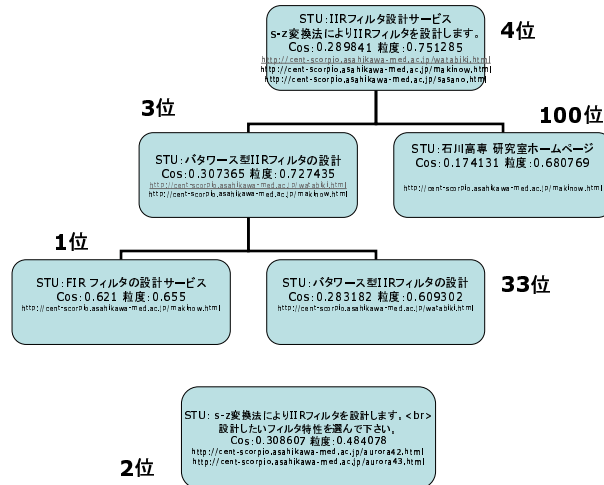 STU:IIRフィルタ設計サービス
s-z変換法によりIIRフィルタを設計します。
Cos:0.289841 粒度:0.751285
http://cent-scorpio.asahikawa-med.ac.jp/watabiki.html
http://cent-scorpio.asahikawa-med.ac.jp/makinow.html
http://cent-scorpio.asahikawa-med.ac.jp/sasano.html
4位
3位
100位
STU:バタワース型IIRフィルタの設計
Cos:0.307365 粒度:0.727435
http://cent-scorpio.asahikawa-med.ac.jp/watabiki.html
http://cent-scorpio.asahikawa-med.ac.jp/makinow.html
STU:石川高専 研究室ホームページ
Cos:0.174131 粒度:0.680769
http://cent-scorpio.asahikawa-med.ac.jp/makinow.html
1位
STU:FIR フィルタの設計サービス
Cos:0.621 粒度:0.655
http://cent-scorpio.asahikawa-med.ac.jp/makinow.html
STU:バタワース型IIRフィルタの設計
Cos:0.283182 粒度:0.609302
http://cent-scorpio.asahikawa-med.ac.jp/watabiki.html
33位
STU: s-z変換法によりIIRフィルタを設計します。<br>
設計したいフィルタ特性を選んで下さい。
Cos:0.308607 粒度:0.484078
http://cent-scorpio.asahikawa-med.ac.jp/aurora42.html
http://cent-scorpio.asahikawa-med.ac.jp/aurora43.html
2位